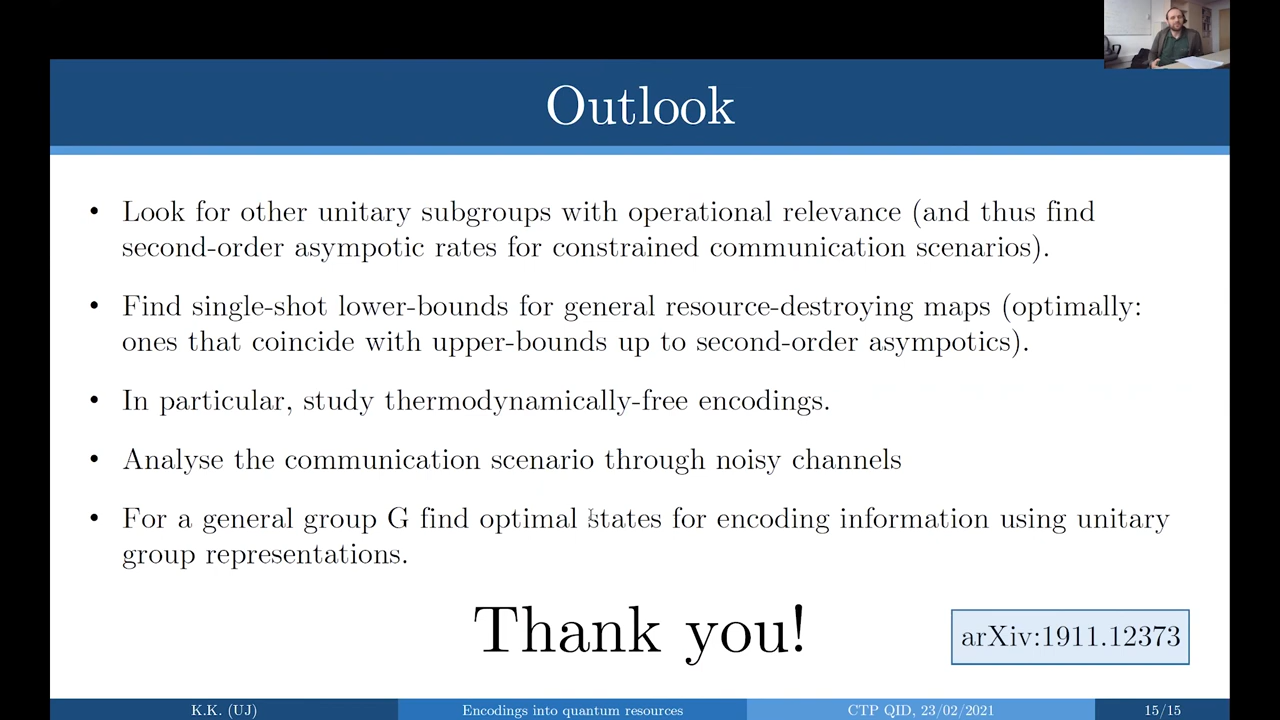 Outlook
• Look for other unitary subgroups with operational relevance (and thus find
second-order asympotic rates for constrained communication scenarios).
• Find single-shot lower-bounds for general resource-destroying maps (optimally:
ones that coincide with upper-bounds up to second-order asympotics).
• In particular, study thermodynamically-free encodings.
• Analyse the communication scenario through noisy channels
• For a general group G find optimal states for encoding information using unitary
group representations.
Thank you!
arXiv:1911.12373
K.K. (UJ)
Encodings into quantum resources
CTP QID, 23/02/2021
15/15